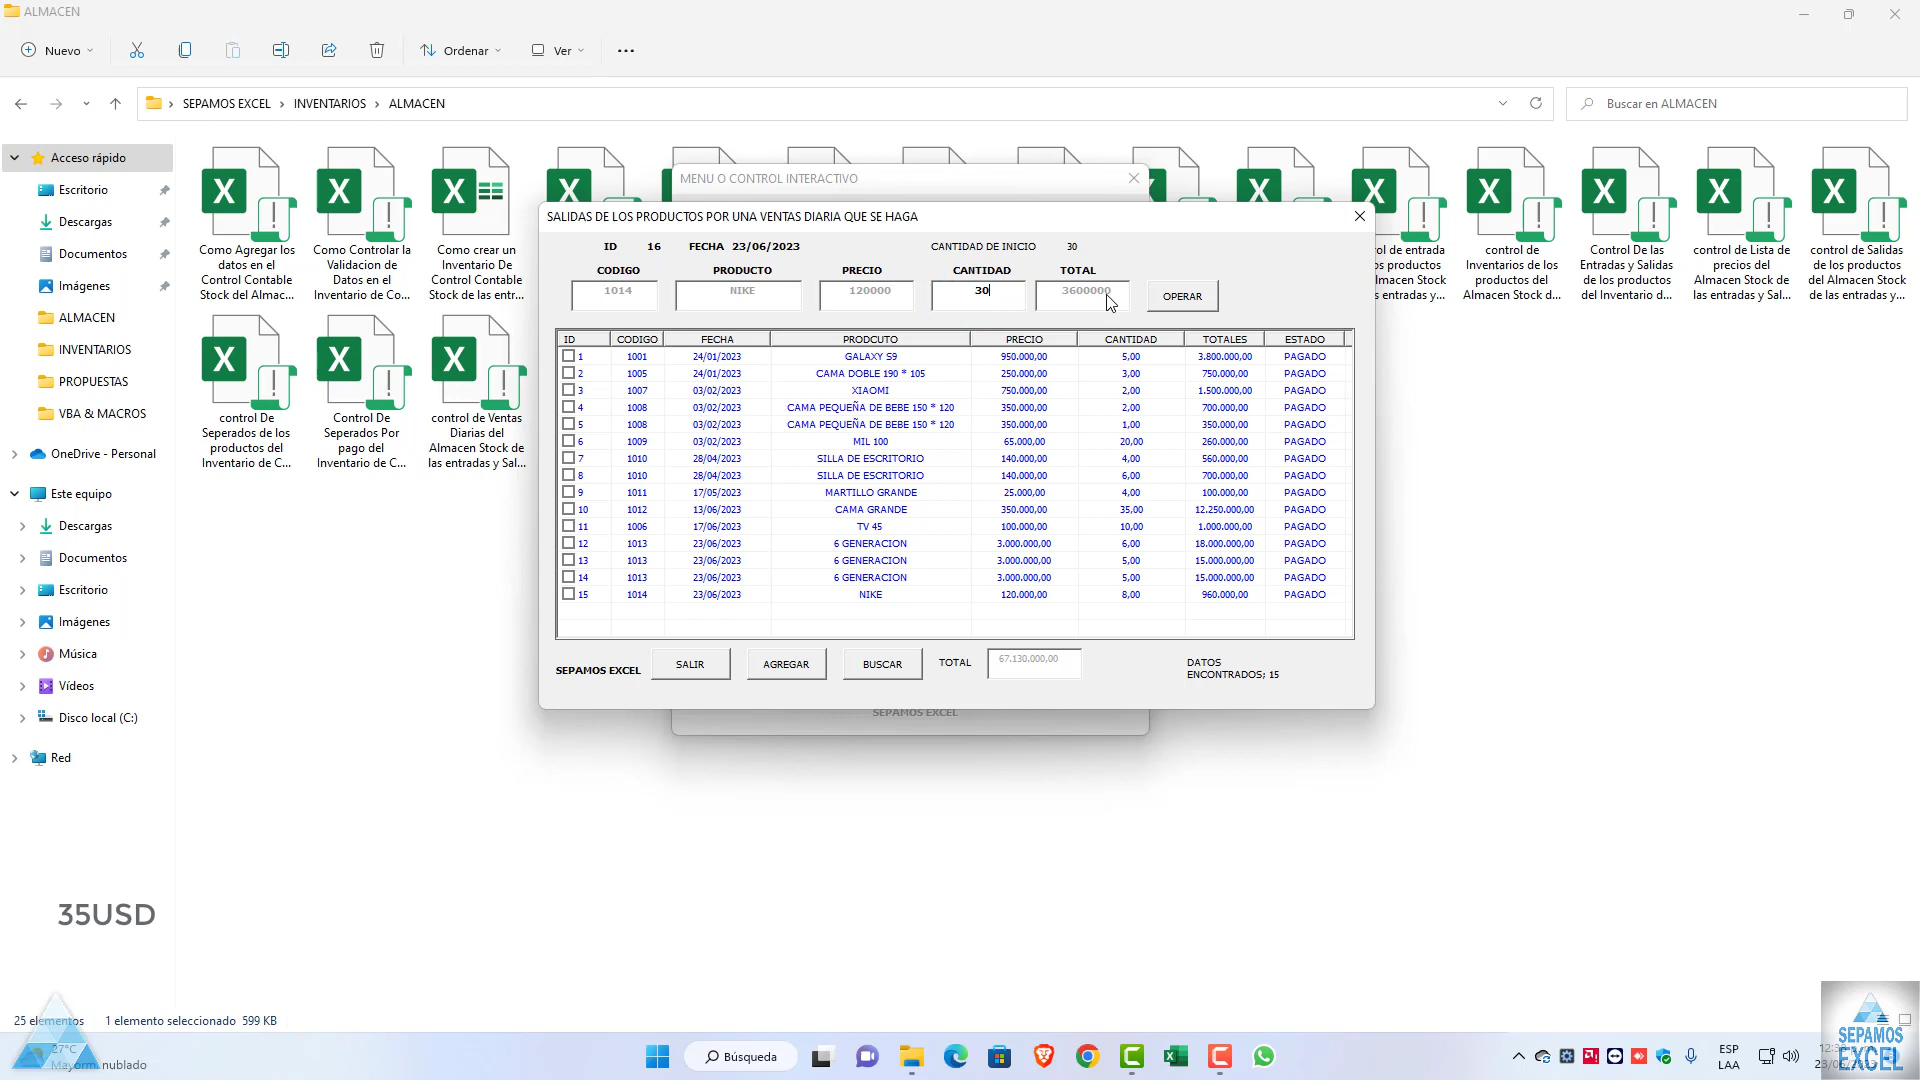 ALMACEN
Nuevo
Ordenar
Ver
SEPAMOS EXCEL > INVENTARIOS > ALMACEN
Buscar en ALMACEN
Acceso rápido
Escritorio
Descargas
Documentos
Imágenes
ALMACEN
INVENTARIOS
PROPUESTAS
VBA & MACROS
OneDrive - Personal
Este equipo
Descargas
Documentos
Escritorio
Imágenes
Música
Vídeos
Disco local (C:)
Red
Como Agregar los
datos en el
Control Contable
Stock del Almac...
Como Controlar la
Validacion de
Datos en el
Inventario de Co...
Como crear un
Inventario De
Control Contable
Stock de las entr...
ol de entrada
os productos
Almacen Stock
s entradas y...
control de
Inventarios de los
productos del
Almacen Stock d...
Control De las
Entradas y Salidas
de los productos
del Inventario d...
control de Lista de
precios del
Almacen Stock de
las entradas y Sal...
control de Salidas
de los productos
del Almacen Stock
de las entradas y...
control De
Seperados de los
productos del
Inventario de C...
Control De
Seperados Por
pago del
Inventario de C...
control de Ventas
Diarias del
Almacen Stock de
las entradas y Sal...
MENU O CONTROL INTERACTIVO
SALIDAS DE LOS PRODUCTOS POR UNA VENTAS DIARIA QUE SE HAGA
ID 16 FECHA 23/06/2023 CANTIDAD DE INICIO 30
CODIGO PRODUCTO PRECIO CANTIDAD TOTAL
1014 NIKE 120000 30 3600000 OPERAR
ID CODIGO FECHA PRODCUTO PRECIO CANTIDAD TOTALES ESTADO
1 1001 24/01/2023 GALAXY S9 950.000,00 5,00 3.800.000,00 PAGADO
2 1005 24/01/2023 CAMA DOBLE 190 * 105 250.000,00 3,00 750.000,00 PAGADO
3 1007 03/02/2023 XIAOMI 750.000,00 2,00 1.500.000,00 PAGADO
4 1008 03/02/2023 CAMA PEQUEÑA DE BEBE 150 * 120 350.000,00 2,00 700.000,00 PAGADO
5 1008 03/02/2023 CAMA PEQUEÑA DE BEBE 150 * 120 350.000,00 1,00 350.000,00 PAGADO
6 1009 03/02/2023 MIL 100 65.000,00 20,00 260.000,00 PAGADO
7 1010 28/04/2023 SILLA DE ESCRITORIO 140.000,00 4,00 560.000,00 PAGADO
8 1010 28/04/2023 SILLA DE ESCRITORIO 140.000,00 6,00 700.000,00 PAGADO
9 1011 17/05/2023 MARTILLO GRANDE 25.000,00 4,00 100.000,00 PAGADO
10 1012 13/06/2023 CAMA GRANDE 350.000,00 35,00 12.250.000,00 PAGADO
11 1006 17/06/2023 TV 45 100.000,00 10,00 1.000.000,00 PAGADO
12 1013 23/06/2023 6 GENERACION 3.000.000,00 6,00 18.000.000,00 PAGADO
13 1013 23/06/2023 6 GENERACION 3.000.000,00 5,00 15.000.000,00 PAGADO
14 1013 23/06/2023 6 GENERACION 3.000.000,00 5,00 15.000.000,00 PAGADO
15 1014 23/06/2023 NIKE 120.000,00 8,00 960.000,00 PAGADO
SEPAMOS EXCEL SALIR AGREGAR BUSCAR TOTAL 67.130.000,00
DATOS
ENCONTRADOS; 15
SEPAMOS EXCEL
35USD
25 elementos 1 elemento seleccionado 599 KB
27°C
Mayorm. nublado
Búsqueda
ESP
LAA
SEPAMOS
EXCEL